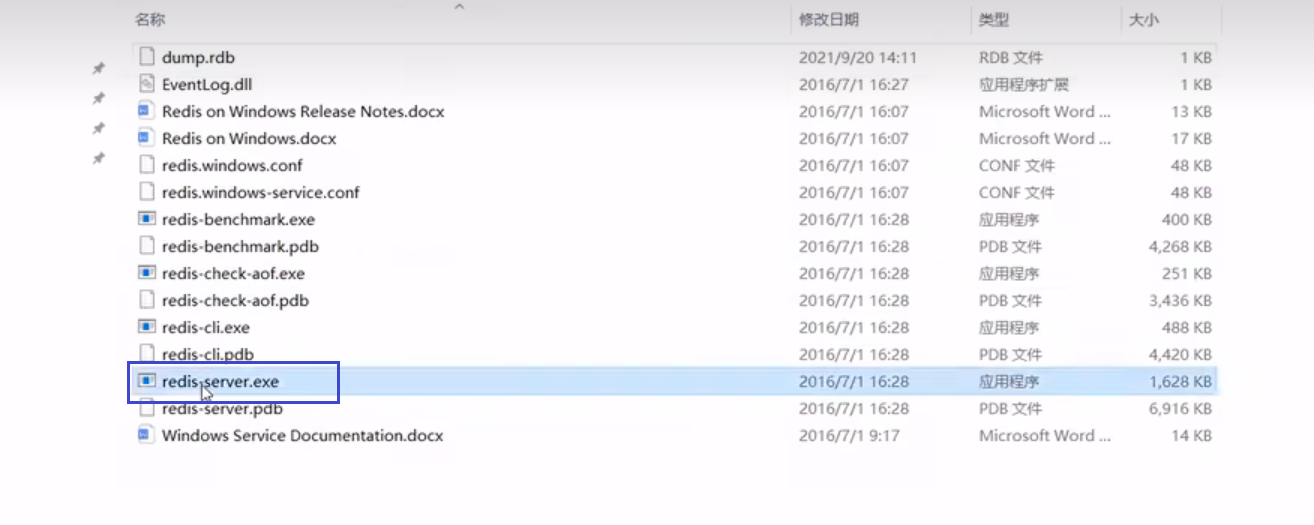 名称 修改日期 类型 大小
dump.rdb 2021/9/20 14:11 RDB 文件 1 KB
EventLog.dll 2016/7/1 16:27 应用程序扩展 1 KB
Redis on Windows Release Notes.docx 2016/7/1 16:07 Microsoft Word ... 13 KB
Redis on Windows.docx 2016/7/1 16:07 Microsoft Word ... 17 KB
redis.windows.conf 2016/7/1 16:07 CONF 文件 48 KB
redis.windows-service.conf 2016/7/1 16:07 CONF 文件 48 KB
redis-benchmark.exe 2016/7/1 16:28 应用程序 400 KB
redis-benchmark.pdb 2016/7/1 16:28 PDB 文件 4,268 KB
redis-check-aof.exe 2016/7/1 16:28 应用程序 251 KB
redis-check-aof.pdb 2016/7/1 16:28 PDB 文件 3,436 KB
redis-cli.exe 2016/7/1 16:28 应用程序 488 KB
redis-cli.pdb 2016/7/1 16:28 PDB 文件 4,420 KB
redis-server.exe 2016/7/1 16:28 应用程序 1,628 KB
redis-server.pdb 2016/7/1 16:28 PDB 文件 6,916 KB
Windows Service Documentation.docx 2016/7/1 9:17 Microsoft Word ... 14 KB